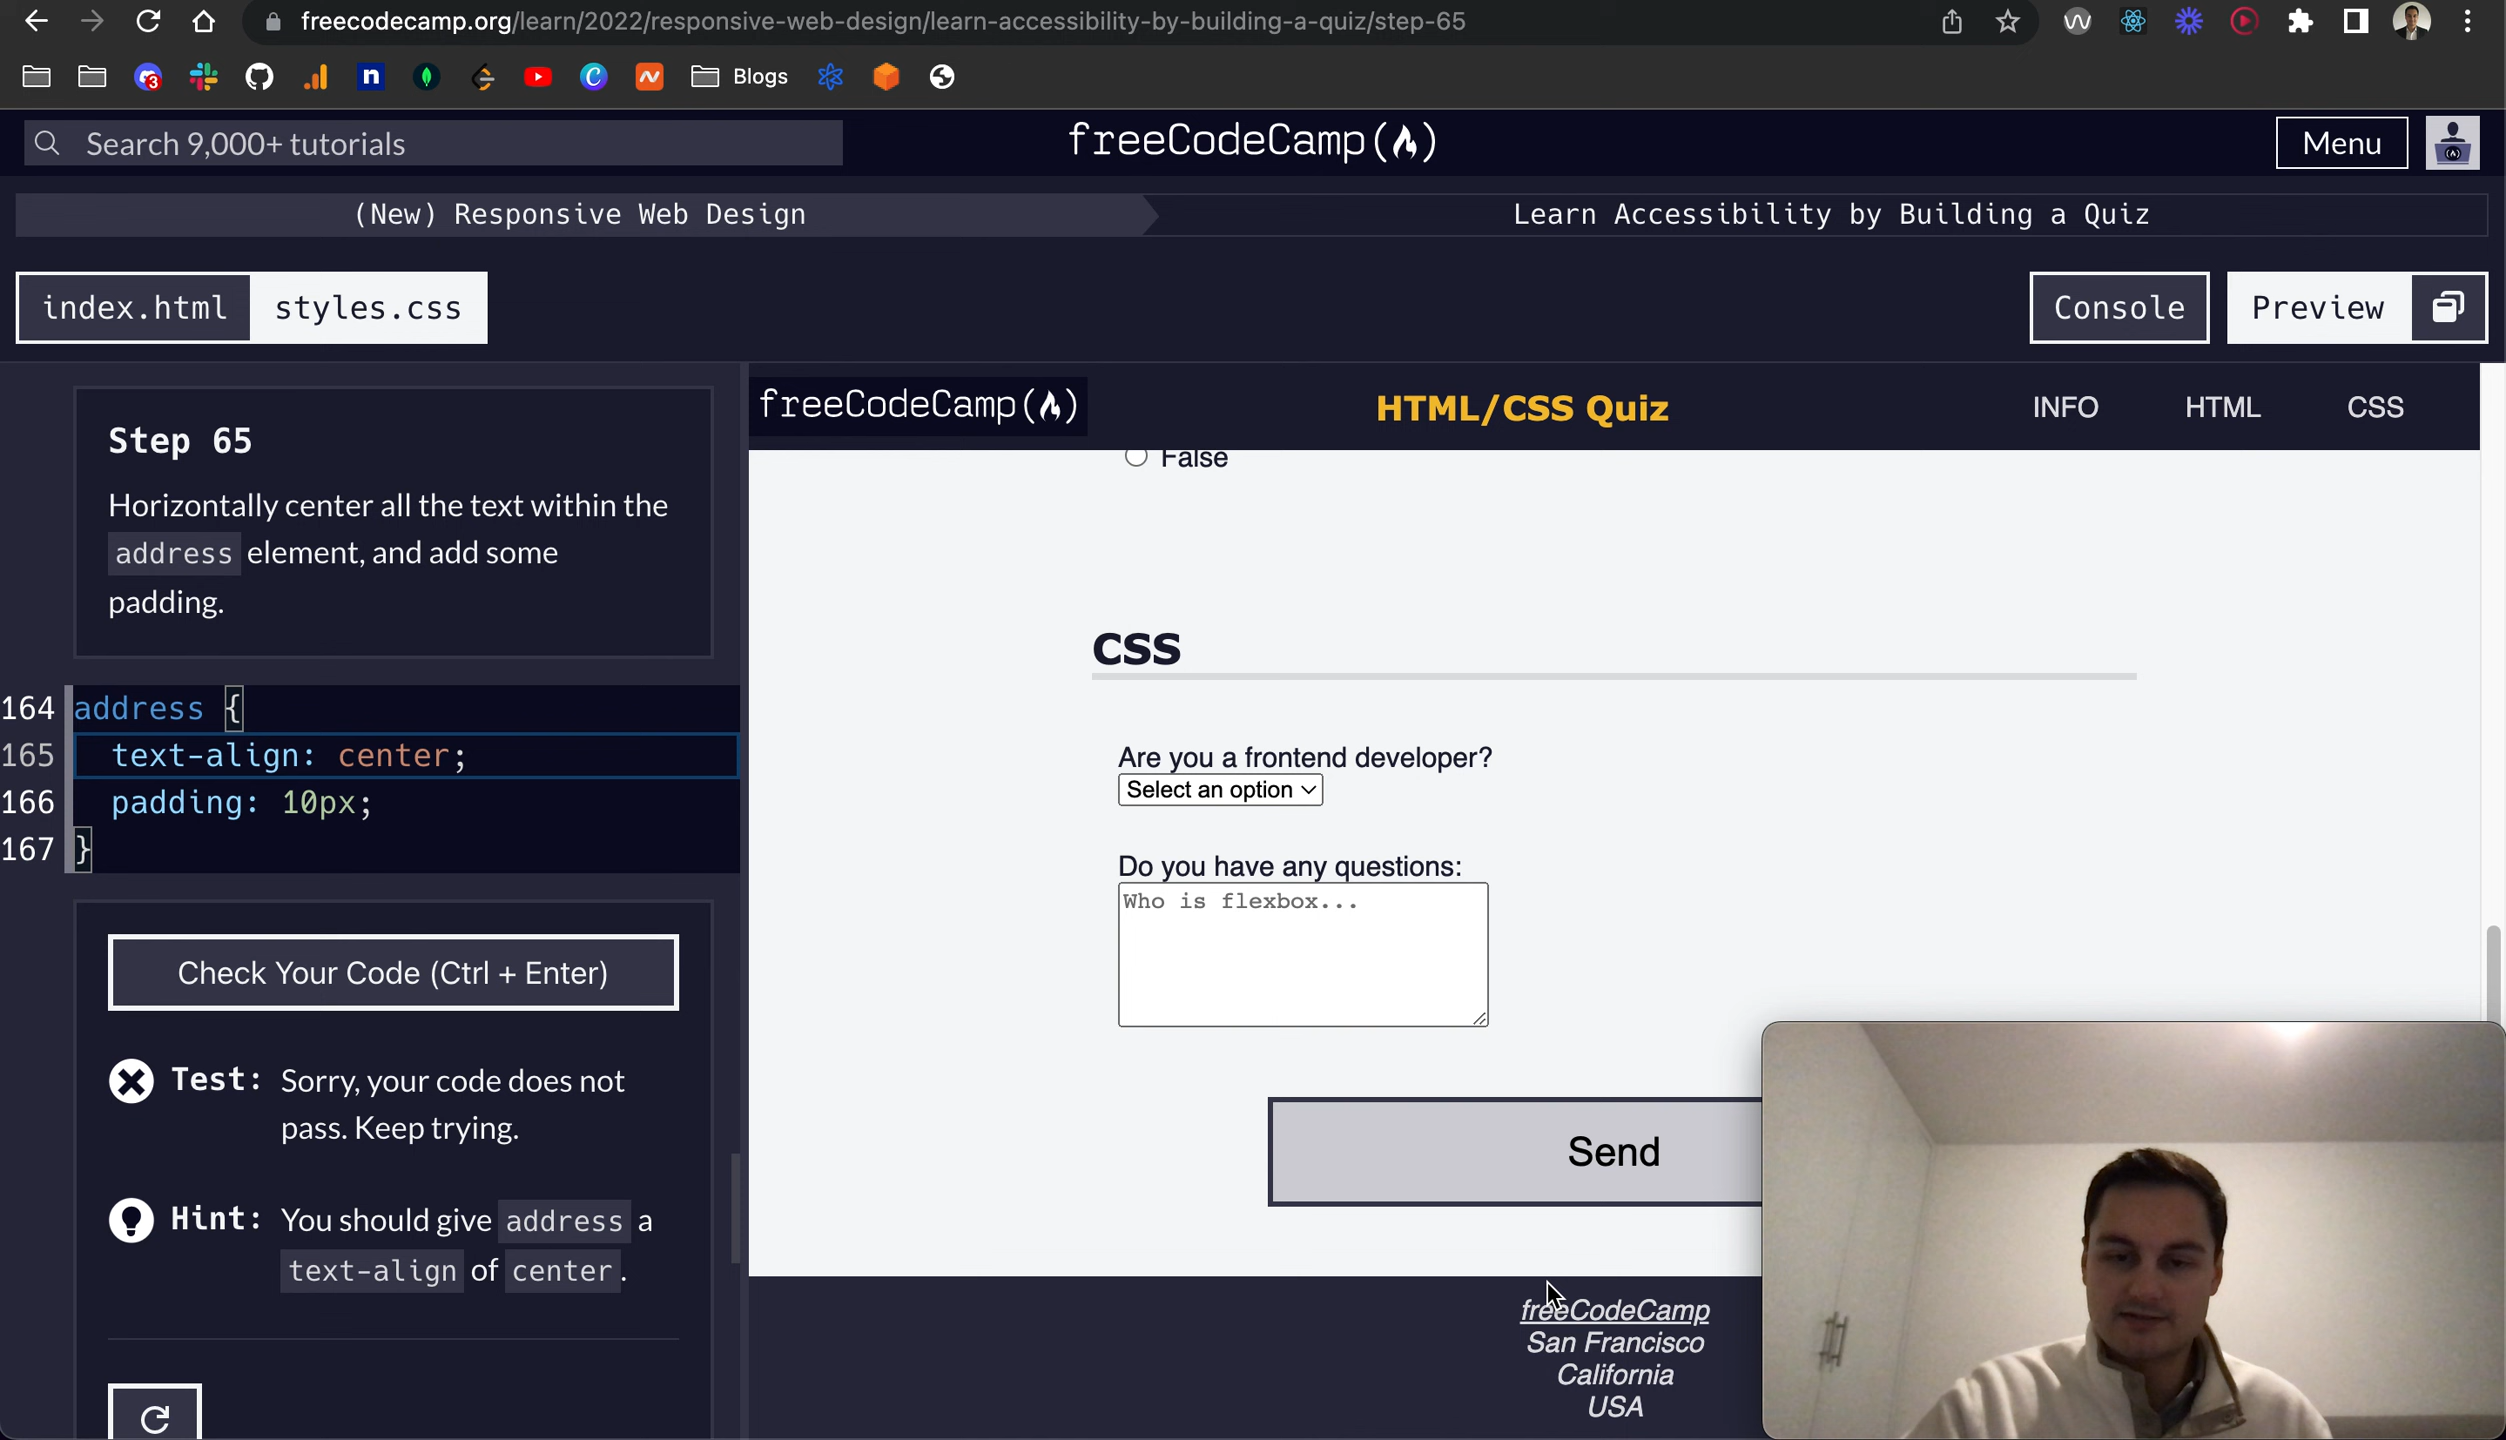 freecodecamp.org/learn/2022/responsive-web-design/learn-accessibility-by-building-a-quiz/step-65
3
n
Blogs
Search 9,000+ tutorials
freeCodeCamp(🔥)
Menu
(New) Responsive Web Design
Learn Accessibility by Building a Quiz
index.html
styles.css
Console
Preview
Step 65
Horizontally center all the text within the
address element, and add some
padding.
164 address {
165 text-align: center;
166 padding: 10px;
167 }
Check Your Code (Ctrl + Enter)
Test: Sorry, your code does not
pass. Keep trying.
Hint: You should give address a
text-align of center.
freeCodeCamp(🔥)
HTML/CSS Quiz
INFO
HTML
CSS
False
CSS
Are you a frontend developer?
Select an option
Do you have any questions:
Who is flexbox...
Send
freeCodeCamp
San Francisco
California
USA